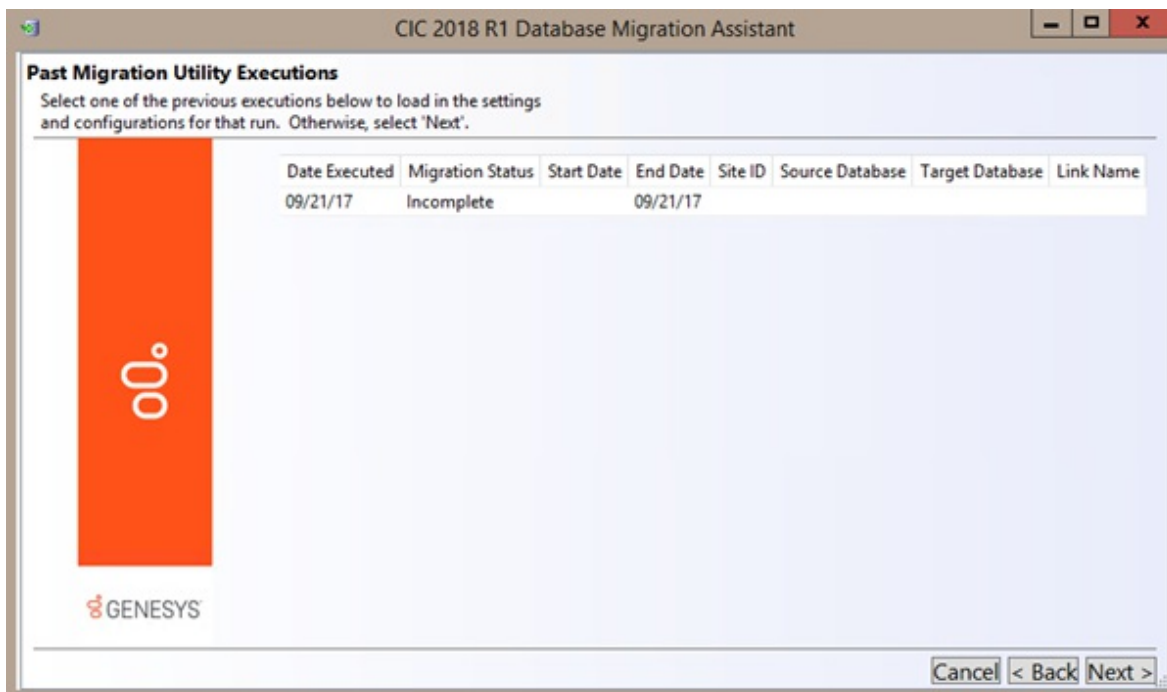 CIC 2018 R1 Database Migration Assistant
Past Migration Utility Executions
Select one of the previous executions below to load in the settings
and configurations for that run. Otherwise, select 'Next'.
Date Executed Migration Status Start Date End Date Site ID Source Database Target Database Link Name
09/21/17 Incomplete 09/21/17
GENESYS
Cancel < Back Next >